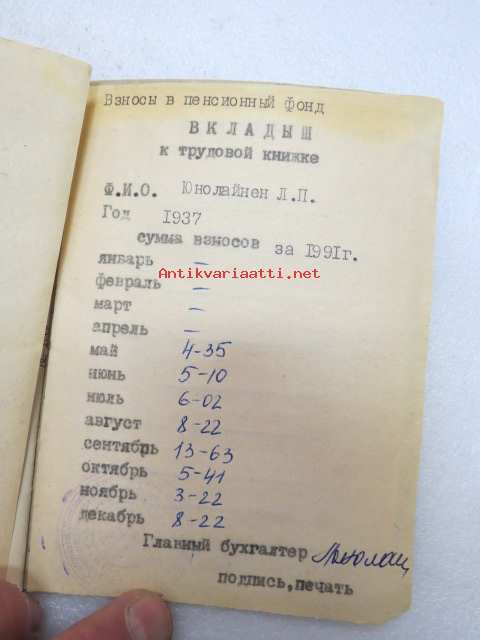 Взносы в пенсионный фонд
ВКЛАДЫШ
к трудовой книжке
Ф.И.О. Юнолайнен Л.П.
Год 1937
сумма взносов за 1991г.
январь –
Antikvariaatti.net
февраль –
март –
апрель –
май 4-35
июнь 5-10
июль 6-02
август 8-22
сентябрь 13-63
октябрь 5-41
ноябрь 3-22
декабрь 8-22
Главный бухгалтер
подпись, печать